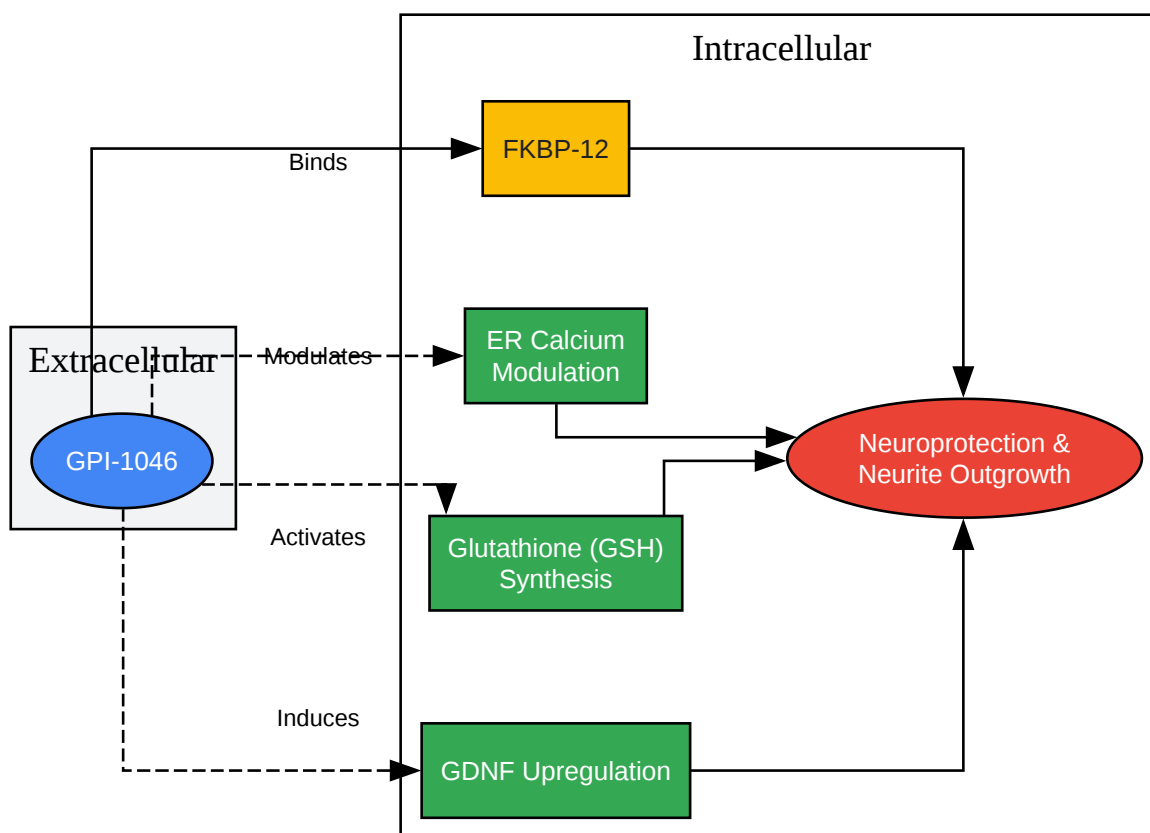 Intracellular
FKBP-12
Binds
ER Calcium
Modulation
Modulates
Extracellular
GPI-1046
Neuroprotection &
Neurite Outgrowth
Activates
Glutathione (GSH)
Synthesis
Induces
GDNF Upregulation